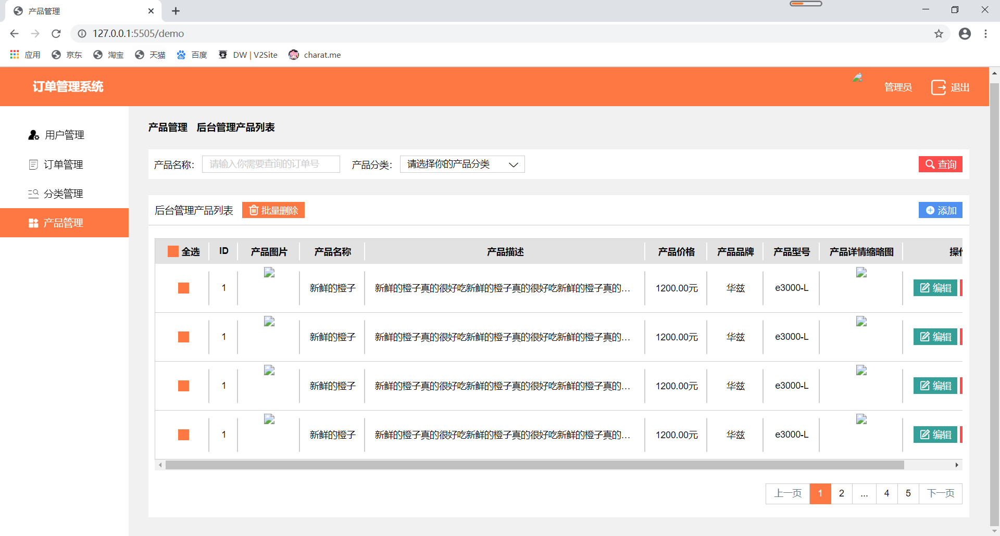 产品管理
127.0.0.1:5505/demo
应用 京东 淘宝 天猫 百度 DW | V2Site charat.me
订单管理系统 管理员 退出
用户管理
订单管理
分类管理
产品管理
产品管理 后台管理产品列表
产品名称: 请输入你需要查询的订单号 产品分类: 请选择你的产品分类 查询
后台管理产品列表 批量删除 添加
全选 ID 产品图片 产品名称 产品描述 产品价格 产品品牌 产品型号 产品详情缩略图 操
1 新鲜的橙子 新鲜的橙子真的很好吃新鲜的橙子真的很好吃新鲜的橙子真的... 1200.00元 华兹 e3000-L 编辑
1 新鲜的橙子 新鲜的橙子真的很好吃新鲜的橙子真的很好吃新鲜的橙子真的... 1200.00元 华兹 e3000-L 编辑
1 新鲜的橙子 新鲜的橙子真的很好吃新鲜的橙子真的很好吃新鲜的橙子真的... 1200.00元 华兹 e3000-L 编辑
1 新鲜的橙子 新鲜的橙子真的很好吃新鲜的橙子真的很好吃新鲜的橙子真的... 1200.00元 华兹 e3000-L 编辑
上一页 1 2 ... 4 5 下一页